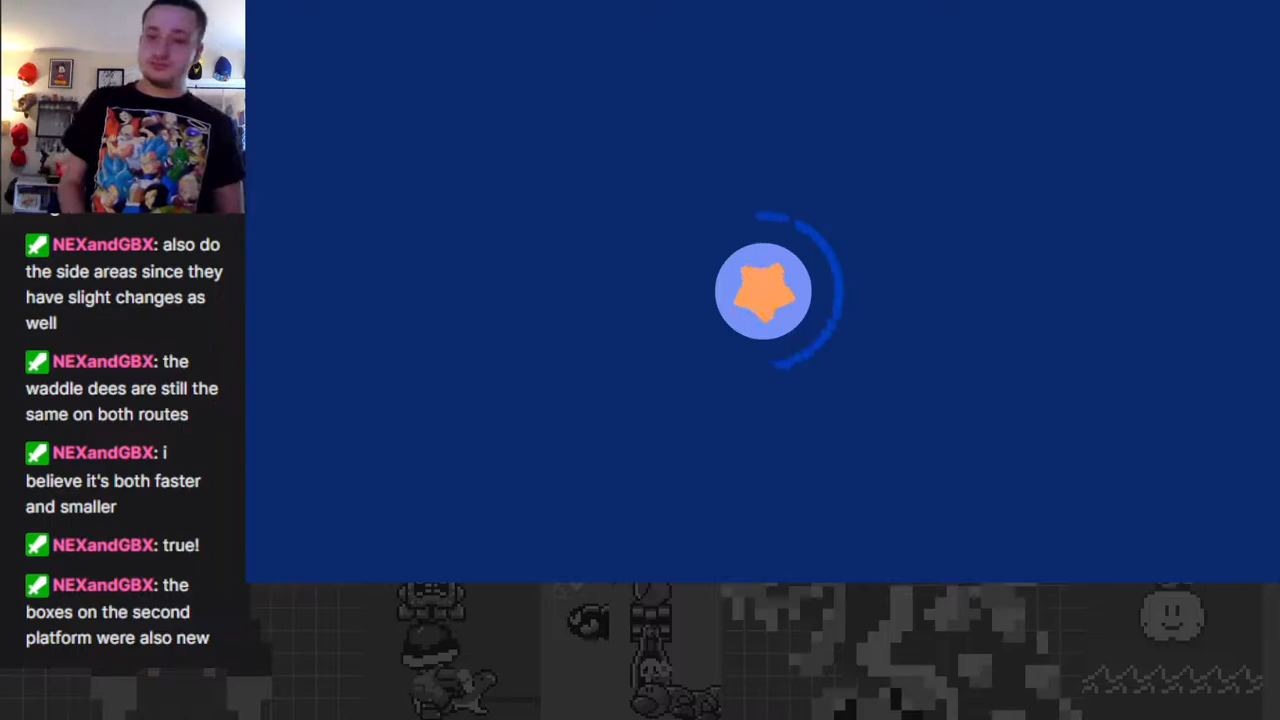 NEXandGBX: also do
the side areas since they
have slight changes as
well
NEXandGBX: the
waddle dees are still the
same on both routes
NEXandGBX: i
believe it's both faster
and smaller
NEXandGBX: true!
NEXandGBX: the
boxes on the second
platform were also new